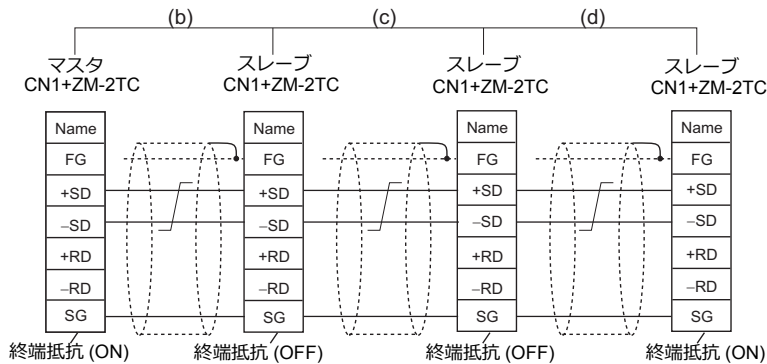 (b) (c) (d)
マスタ スレーブ スレーブ スレーブ
CN1+ZM-2TC CN1+ZM-2TC CN1+ZM-2TC CN1+ZM-2TC
Name Name Name Name
FG FG FG FG
+SD +SD +SD +SD
−SD −SD −SD −SD
+RD +RD +RD +RD
−RD −RD −RD −RD
SG SG SG SG
終端抵抗 (ON) 終端抵抗 (OFF) 終端抵抗 (OFF) 終端抵抗 (ON)